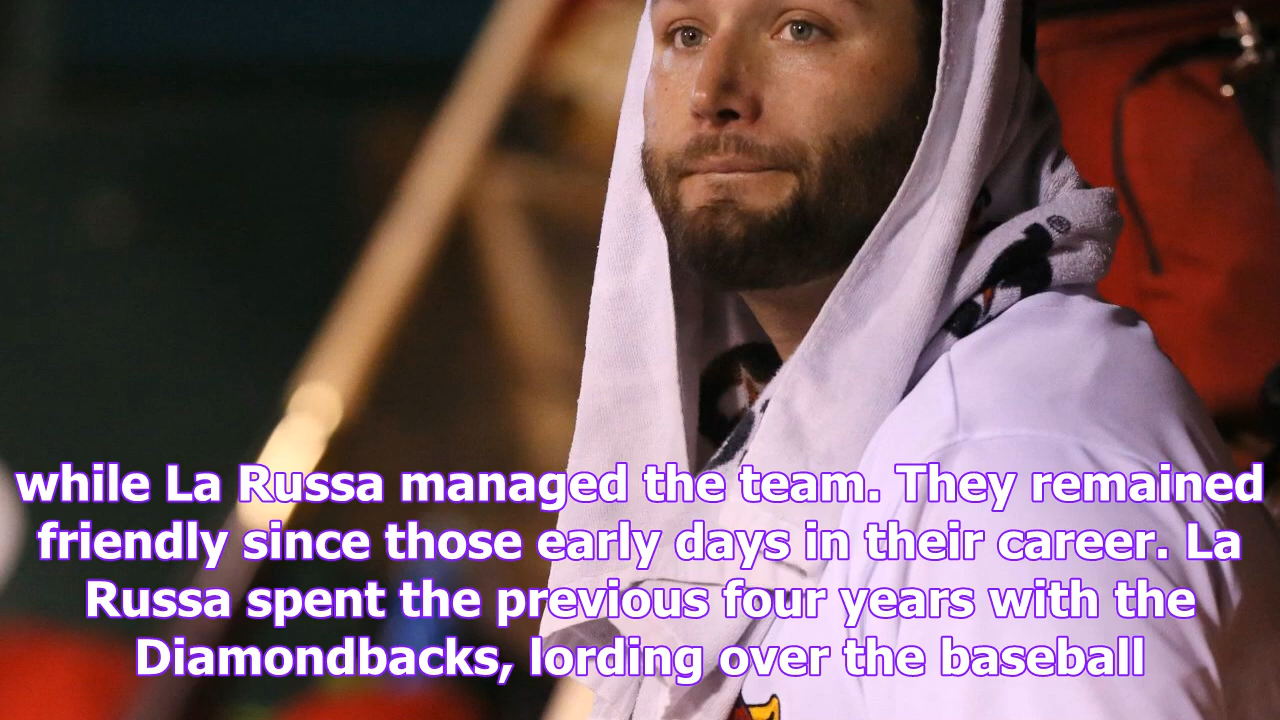 while La Russa managed the team. They remained
friendly since those early days in their career. La
Russa spent the previous four years with the
Diamondbacks, lording over the baseball